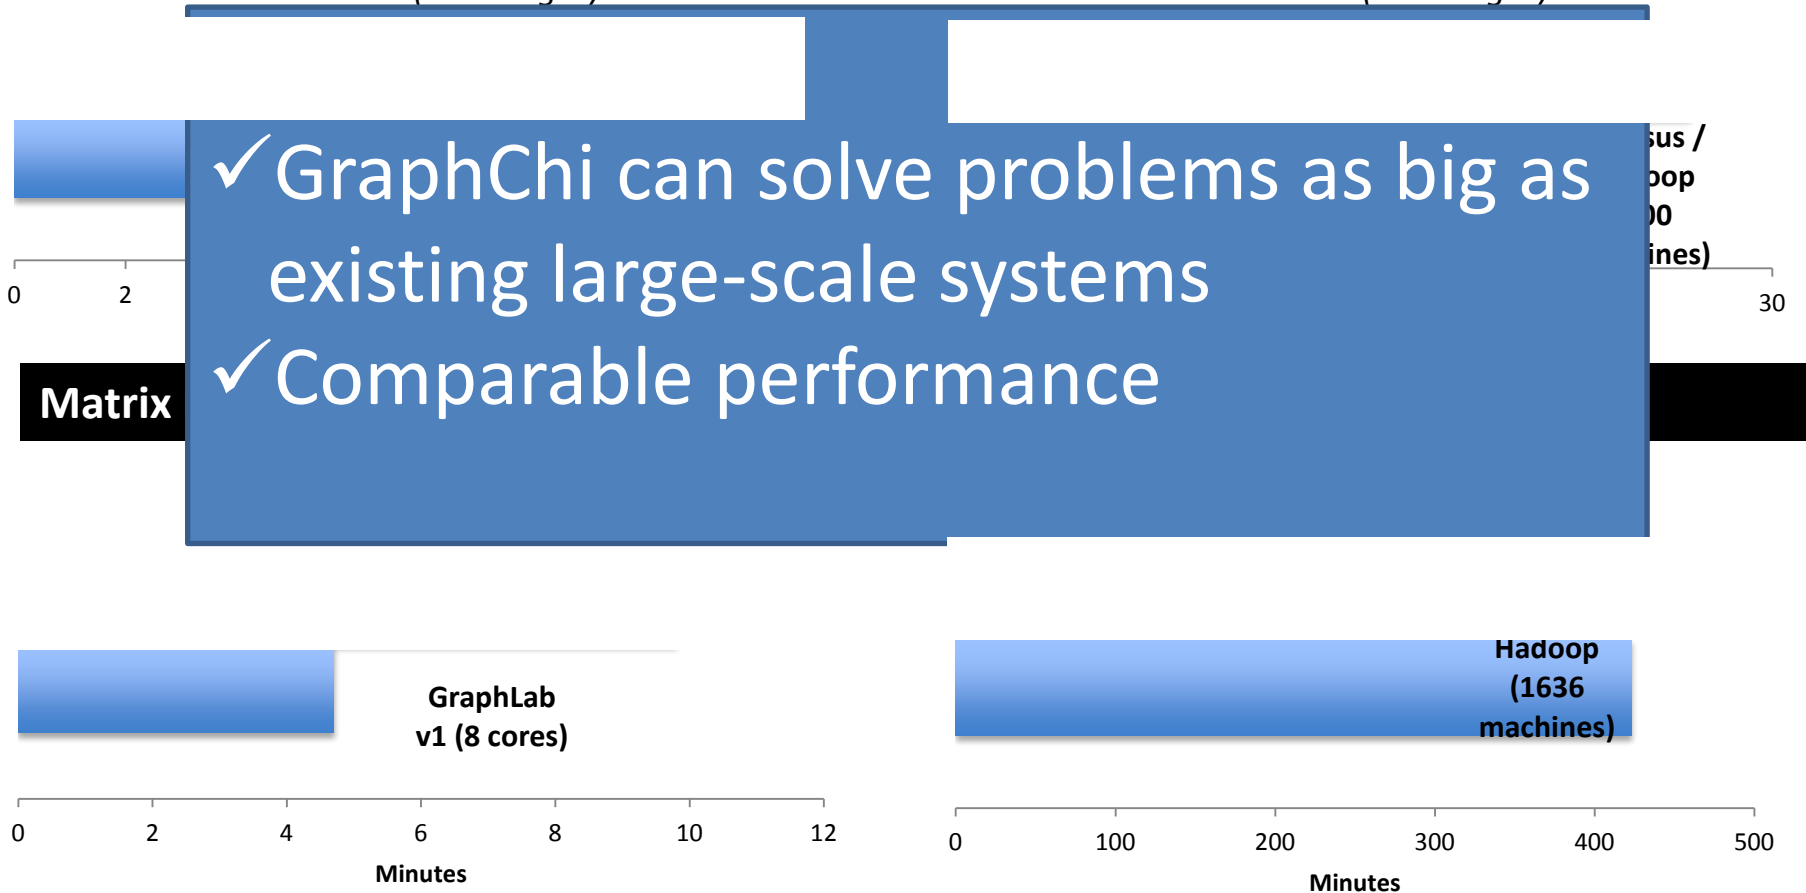 ✓GraphChi can solve problems as big as
existing large-scale systems
✓Comparable performance
0 2
30
Matrix
GraphLab
v1 (8 cores)
0 2 4 6 8 10 12
Minutes
Hadoop
(1636
machines)
0 100 200 300 400 500
Minutes